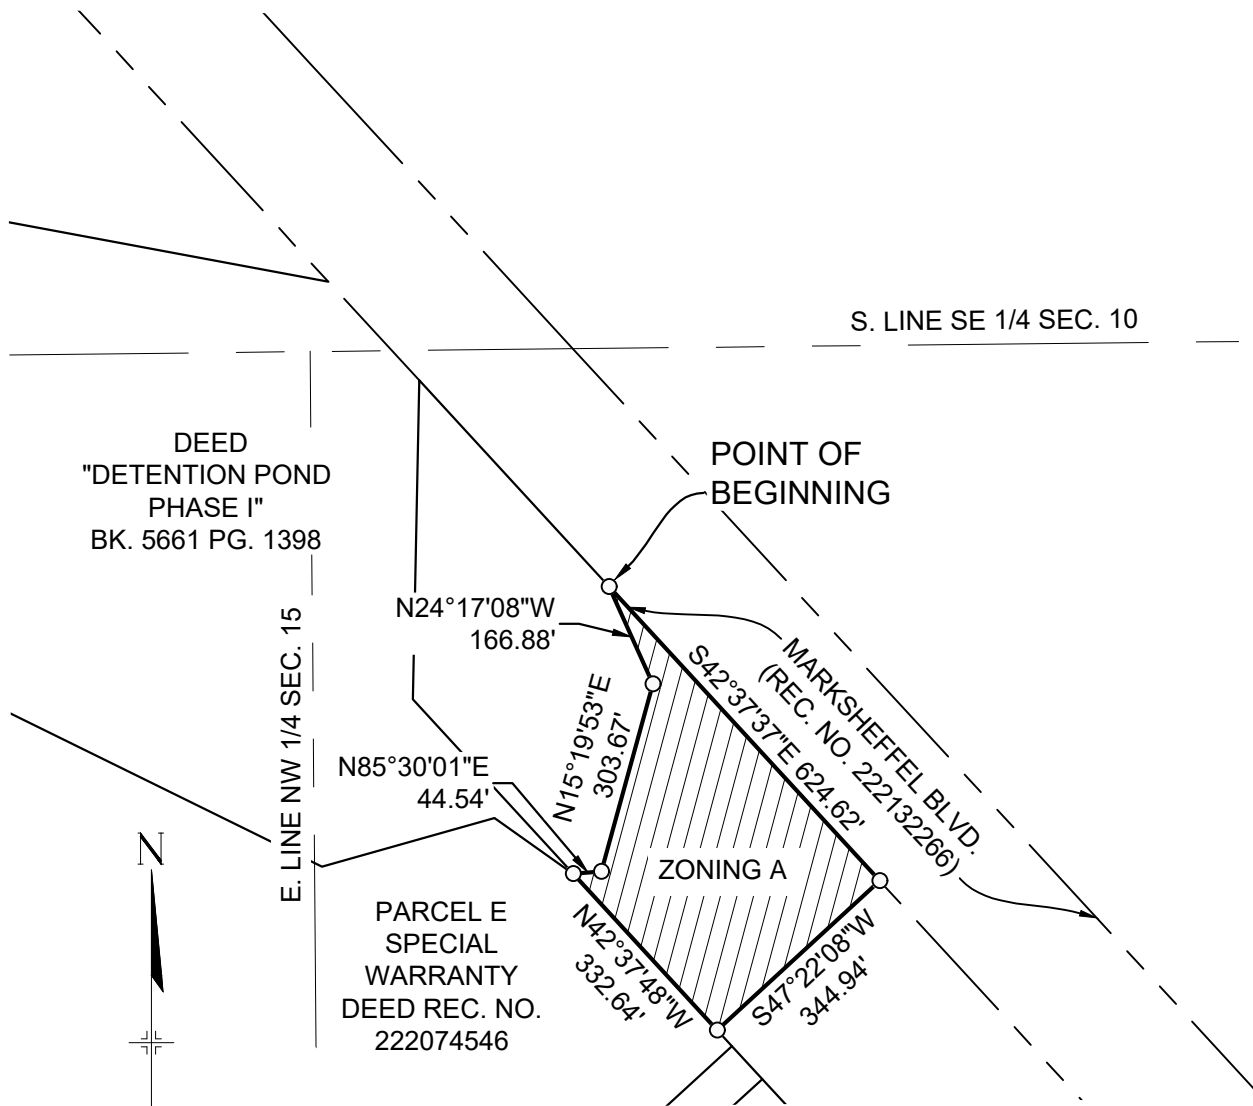 S. LINE SE 1/4 SEC. 10
DEED
"DETENTION POND
PHASE I"
BK. 5661 PG. 1398
POINT OF
BEGINNING
N24°17'08"W
166.88'
E. LINE NW 1/4 SEC. 15
MARKSHEFFEL BLVD.
(REC. NO. 222132266)
S42°37'37"E 624.62'
N15°19'53"E
303.67'
N85°30'01"E
44.54'
ZONING A
N
PARCEL E
SPECIAL
WARRANTY
DEED REC. NO.
222074546
N42°37'48"W
332.64'
S47°22'08"W
344.94'